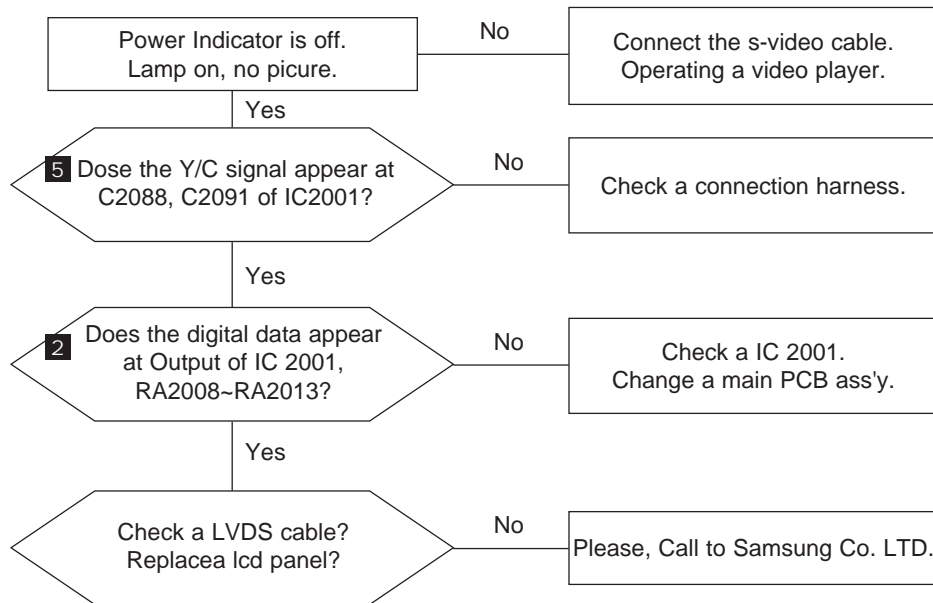 Power Indicator is off.
Lamp on, no picure.
No
Connect the s-video cable.
Operating a video player.
Yes
5 Dose the Y/C signal appear at
C2088, C2091 of IC2001?
No
Check a connection harness.
Yes
2 Does the digital data appear
at Output of IC 2001,
RA2008~RA2013?
No
Check a IC 2001.
Change a main PCB ass'y.
Yes
Check a LVDS cable?
Replacea lcd panel?
No
Please, Call to Samsung Co. LTD.